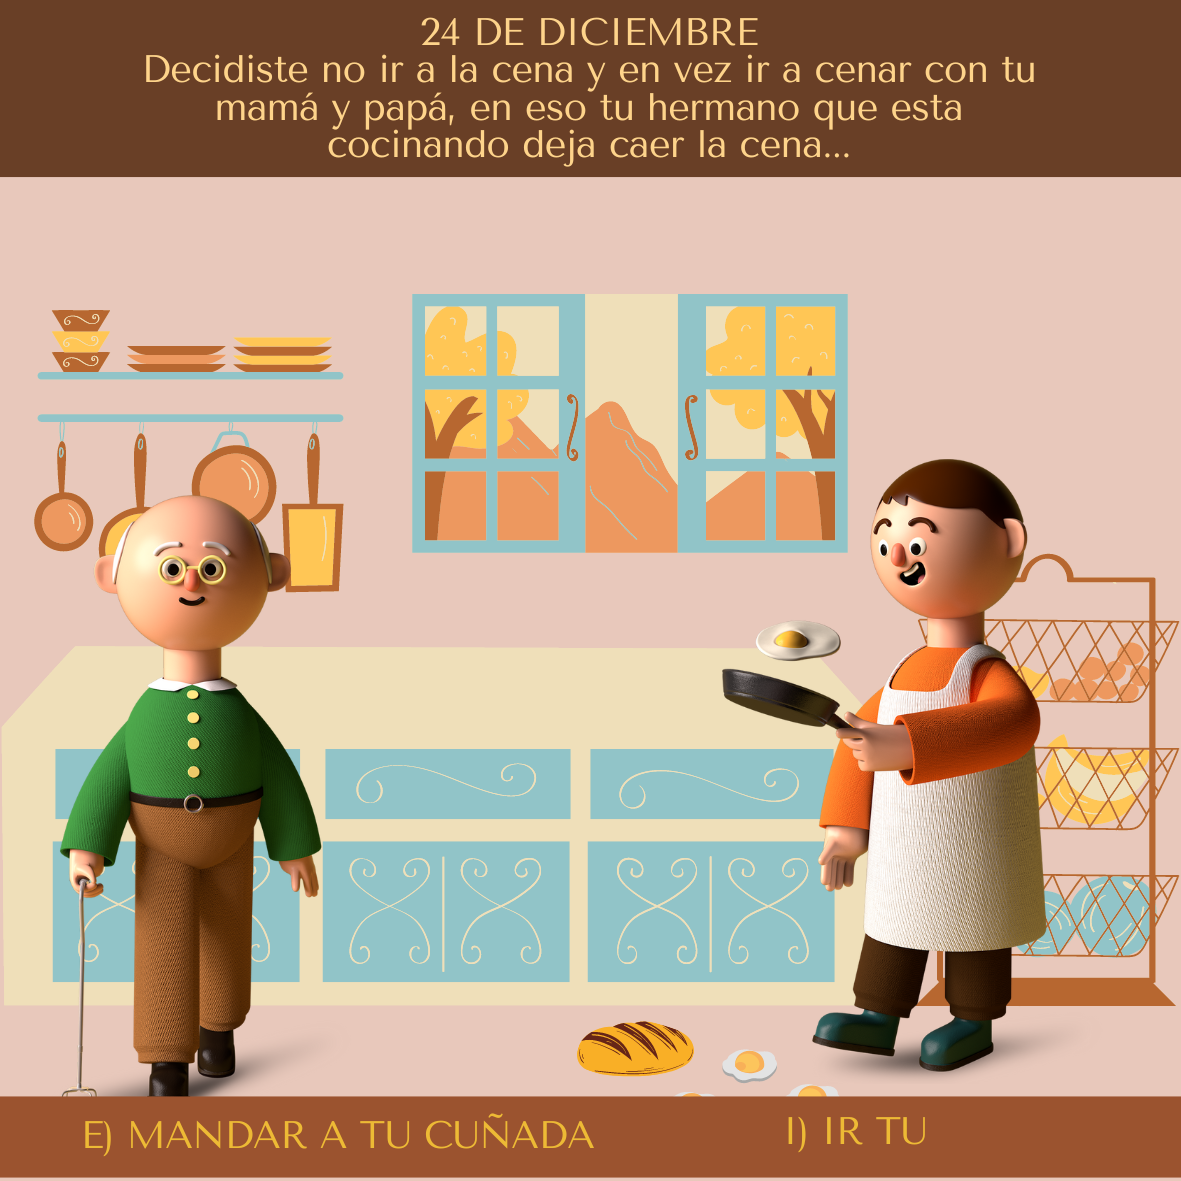 24 DE DICIEMBRE
Decidiste no ir a la cena y en vez ir a cenar con tu
mamá y papá, en eso tu hermano que esta
cocinando deja caer la cena...
E) MANDAR A TU CUÑADA
I) IR TU